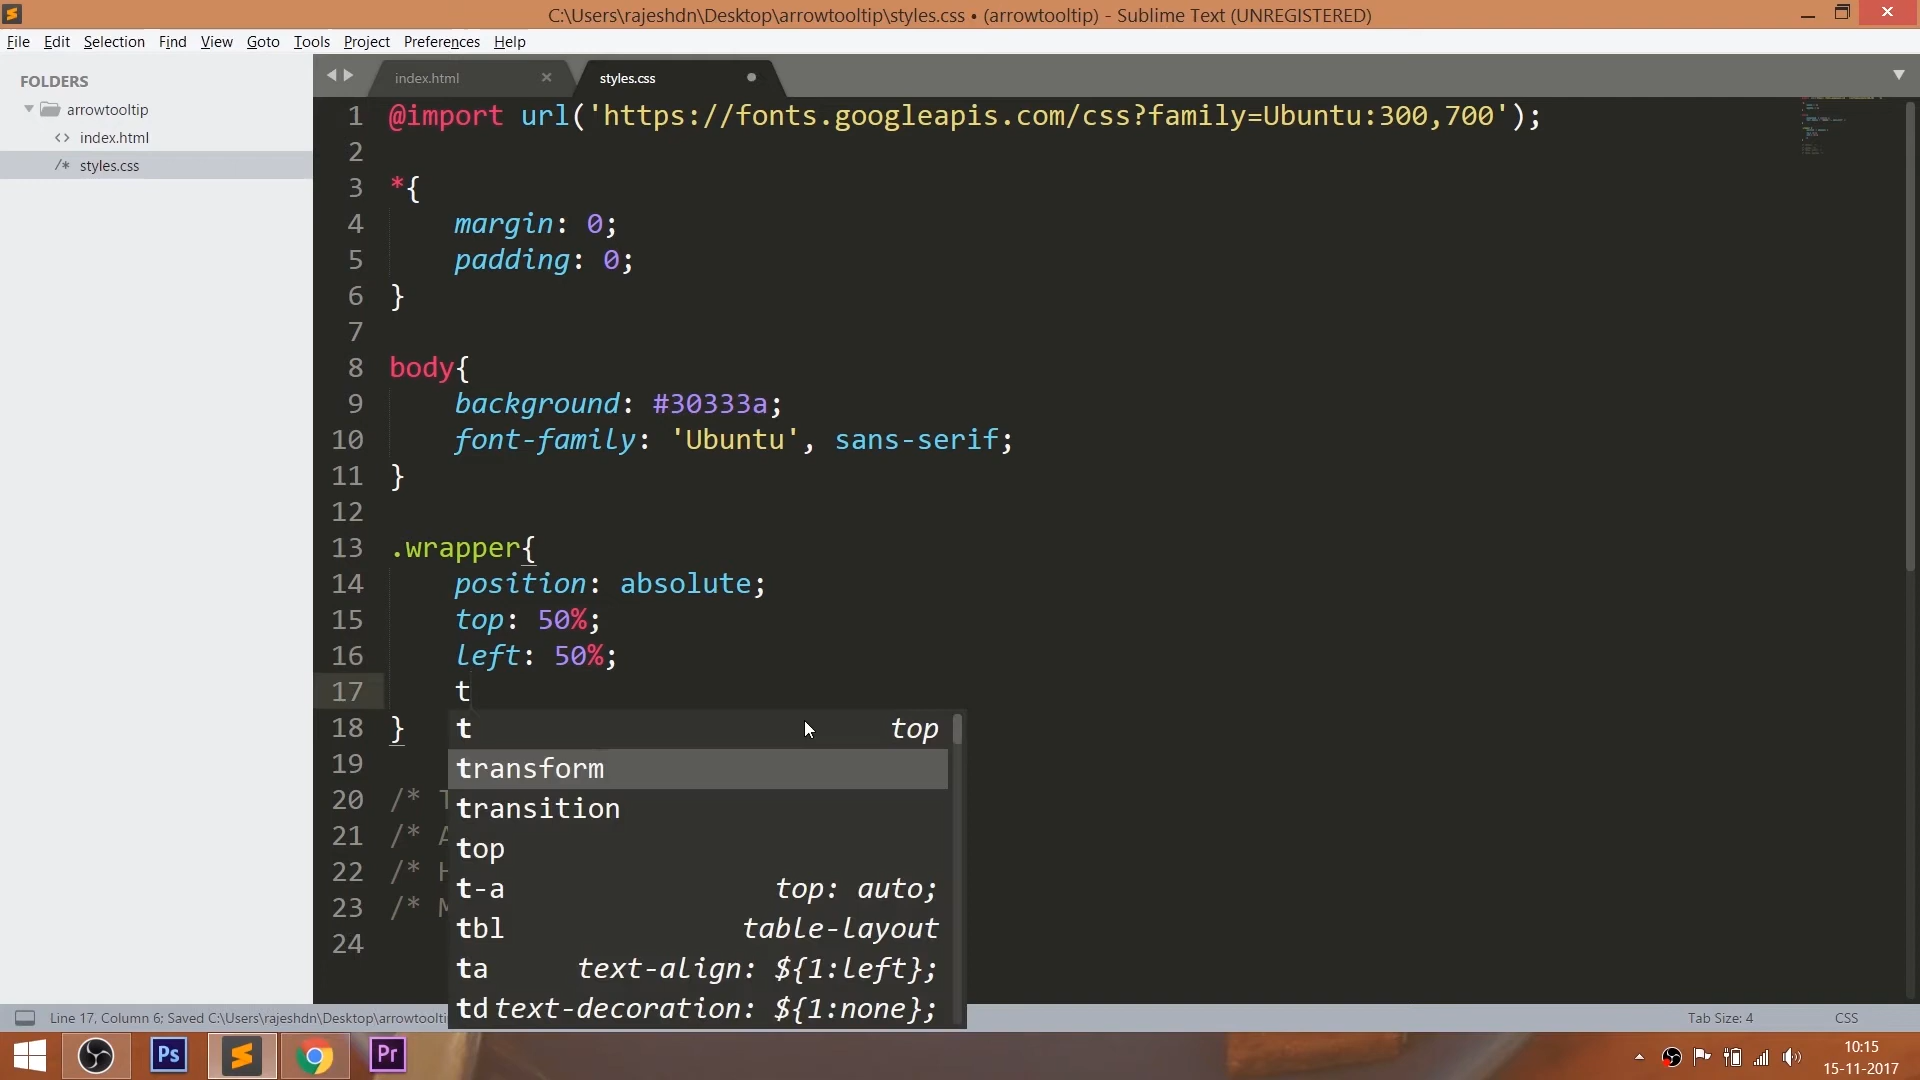 C:\Users\rajeshdn\Desktop\arrowtooltip\styles.css • (arrowtooltip) - Sublime Text (UNREGISTERED)
File Edit Selection Find View Goto Tools Project Preferences Help
FOLDERS
arrowtooltip
<> index.html
/* styles.css
index.html × styles.css
1 @import url('https://fonts.googleapis.com/css?family=Ubuntu:300,700');
2
3 *{
4 margin: 0;
5 padding: 0;
6 }
7
8 body{
9 background: #30333a;
10 font-family: 'Ubuntu', sans-serif;
11 }
12
13 .wrapper{
14 position: absolute;
15 top: 50%;
16 left: 50%;
17 t
18 }
19
20 /* T
21 /* A
22 /* H
23 /* M
24
t top
transform
transition
top
t-a top: auto;
tbl table-layout
ta text-align: ${1:left};
td text-decoration: ${1:none};
Line 17, Column 6; Saved C:\Users\rajeshdn\Desktop\arrowtoolti
Tab Size: 4 CSS
Ps Pr
10:15
15-11-2017